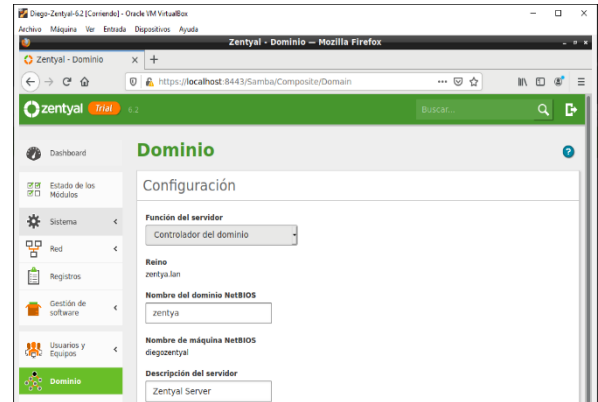 Diego-Zentyal-6.2 [Corriendo] - Oracle VM VirtualBox
Archivo Máquina Ver Entrada Dispositivos Ayuda
Zentyal - Dominio — Mozilla Firefox
Zentyal - Dominio
https://localhost:8443/Samba/Composite/Domain
zentyal Trial 6.2
Buscar...
Dashboard
Estado de los
Módulos
Sistema
Red
Registros
Gestión de
software
Usuarios y
Equipos
Dominio
Dominio
Configuración
Función del servidor
Controlador del dominio
Reino
zentya.lan
Nombre del dominio NetBIOS
zentya
Nombre de máquina NetBIOS
diegozentyal
Descripción del servidor
Zentyal Server